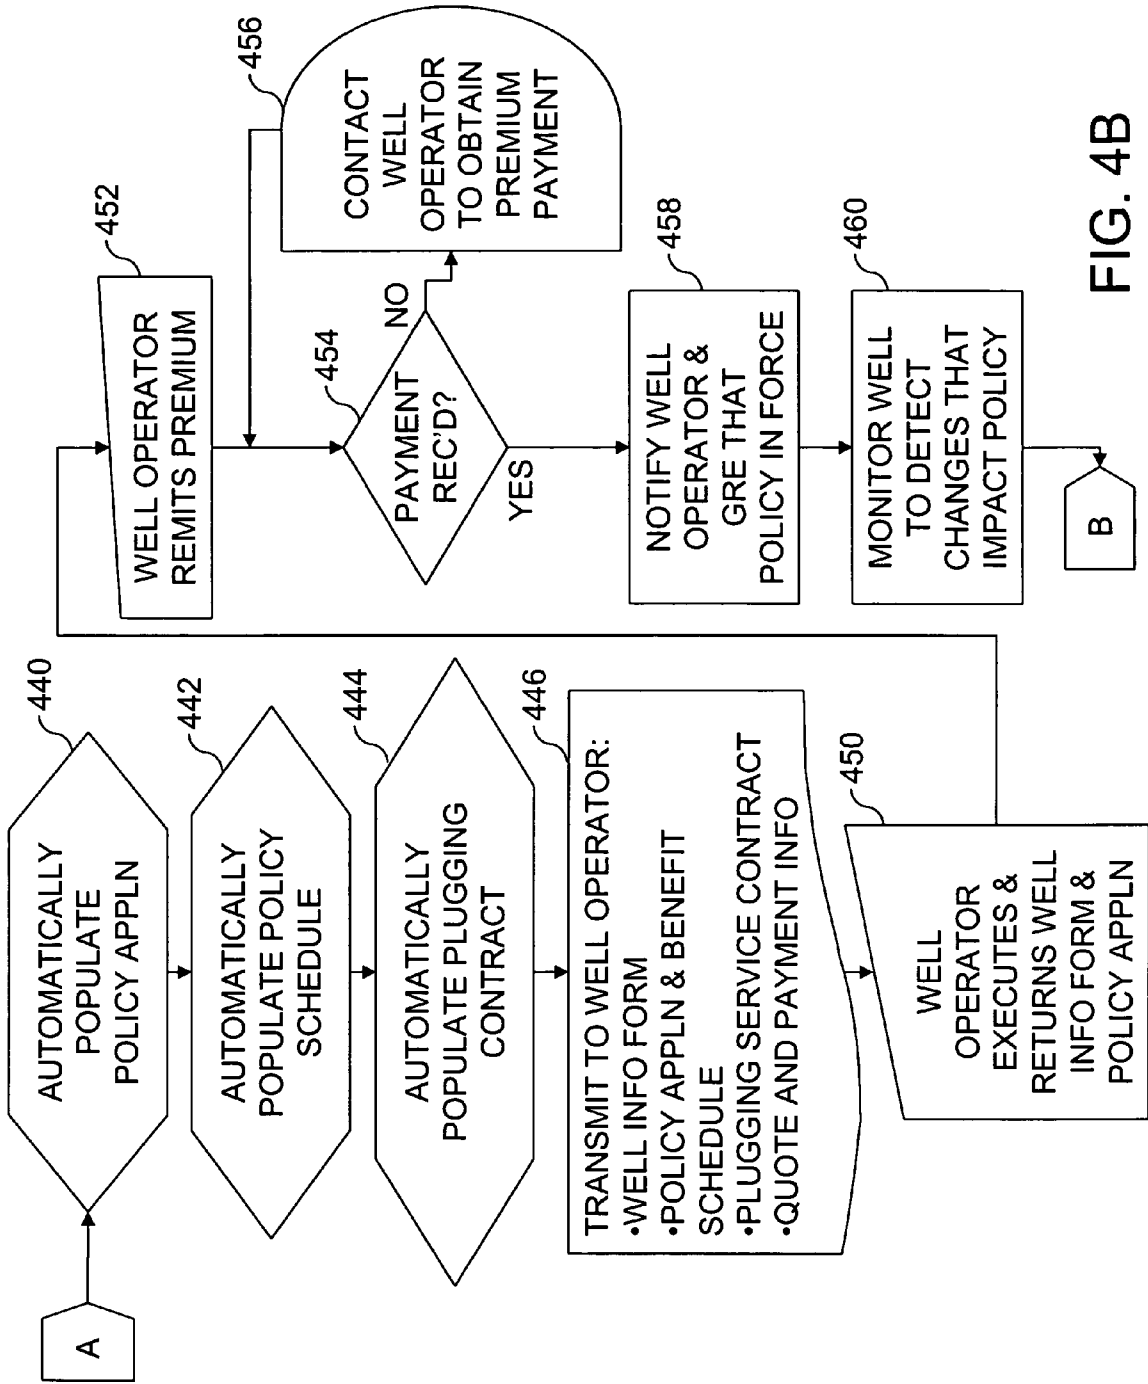 A
440
AUTOMATICALLY
POPULATE
POLICY APPLN
442
AUTOMATICALLY
POPULATE POLICY
SCHEDULE
444
AUTOMATICALLY
POPULATE PLUGGING
CONTRACT
446
TRANSMIT TO WELL OPERATOR:
•WELL INFO FORM
•POLICY APPLN & BENEFIT
SCHEDULE
•PLUGGING SERVICE CONTRACT
•QUOTE AND PAYMENT INFO
450
WELL
OPERATOR
EXECUTES &
RETURNS WELL
INFO FORM &
POLICY APPLN
452
WELL OPERATOR
REMITS PREMIUM
454
PAYMENT
REC'D?
NO
YES
456
CONTACT
WELL
OPERATOR
TO OBTAIN
PREMIUM
PAYMENT
458
NOTIFY WELL
OPERATOR &
GRE THAT
POLICY IN FORCE
460
MONITOR WELL
TO DETECT
CHANGES THAT
IMPACT POLICY
B
FIG. 4B